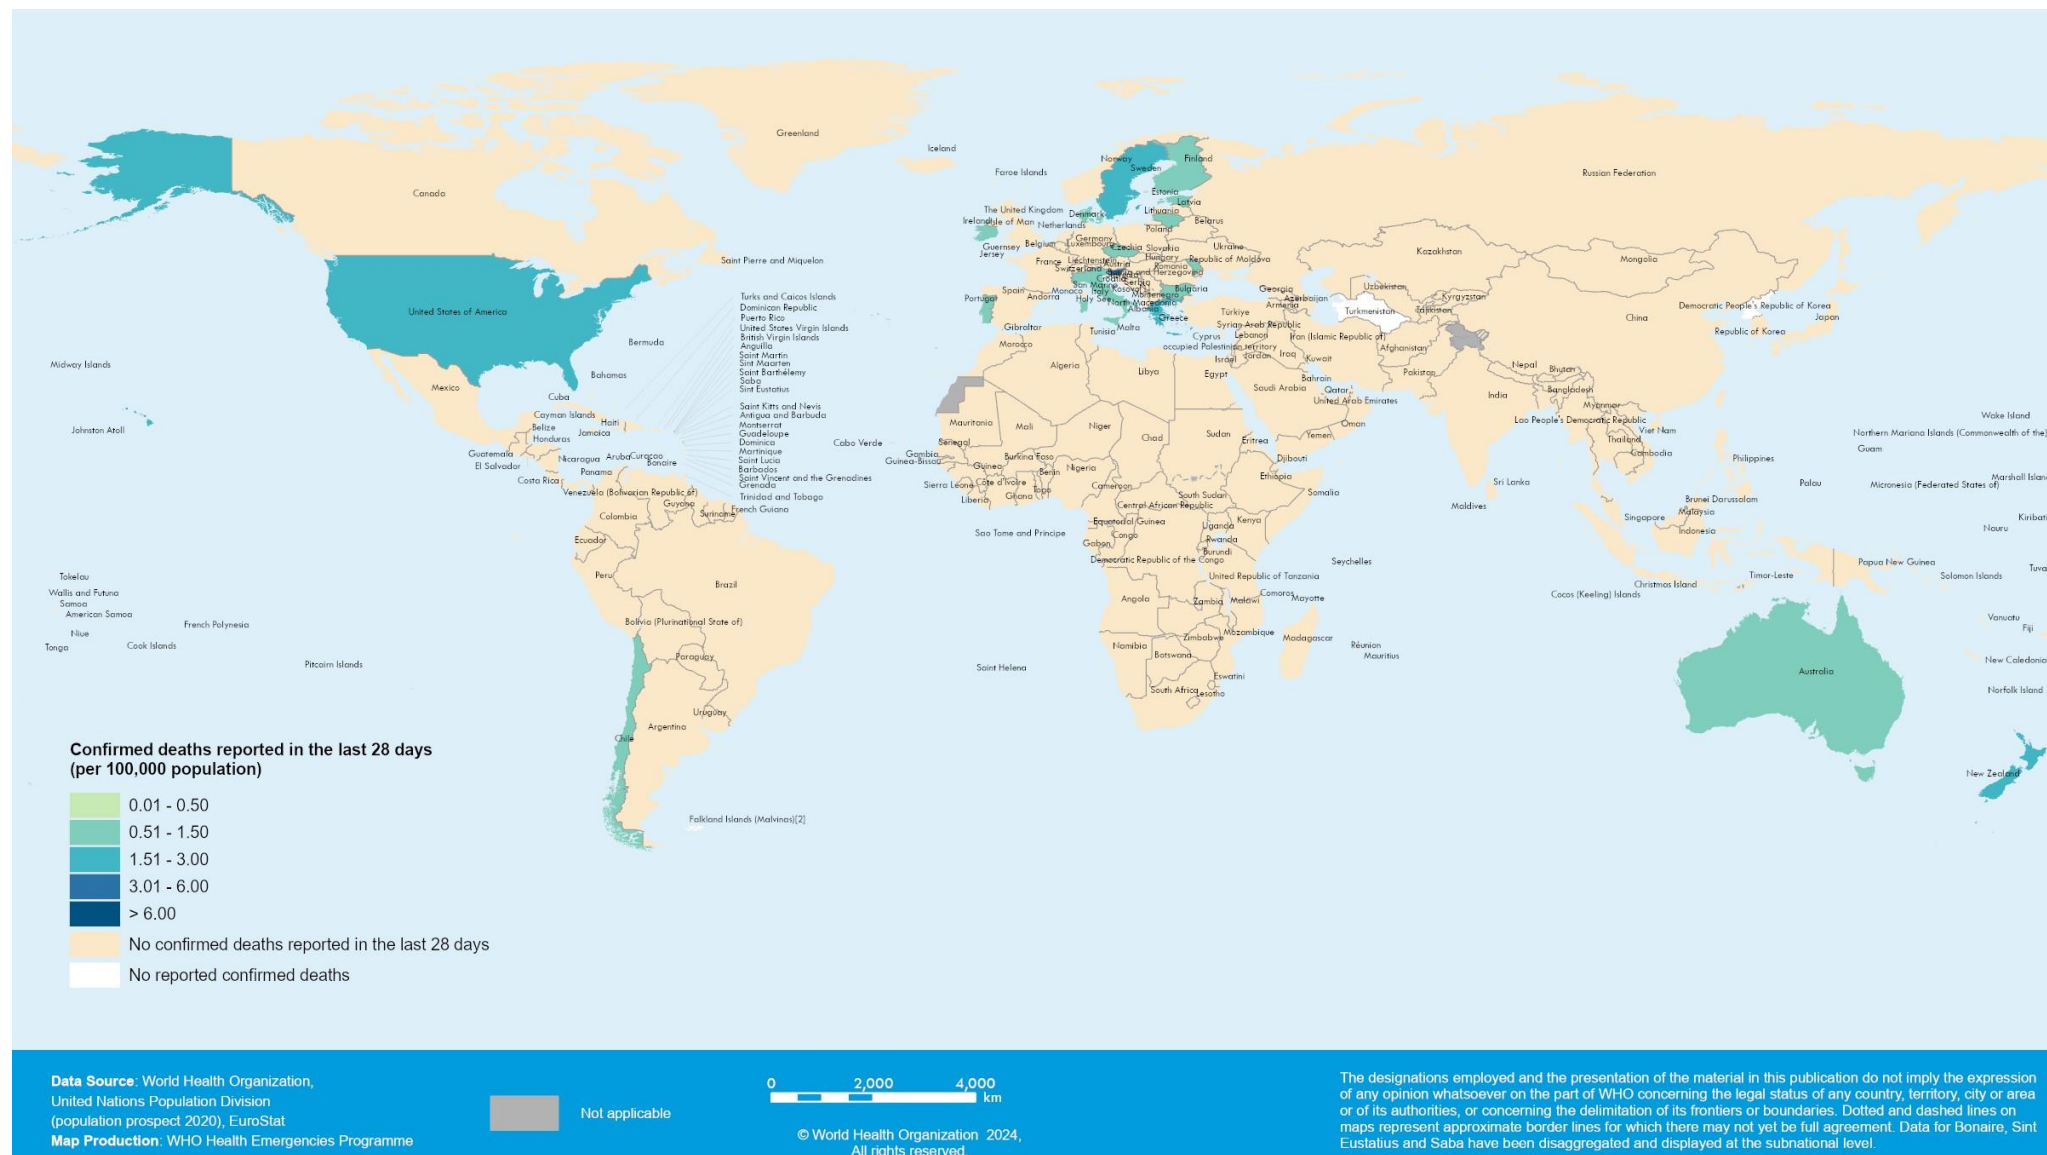 Greenland
Iceland
Norway
Finland
Sweden
Faroe Islands
Russian Federation
Canada
Estonia
Latvia
The United Kingdom
Denmark
Lithuania
Ireland
Isle of Man
Netherlands
Belarus
Poland
Germany
Guernsey
Belgium
Luxembourg
Czechia
Slovakia
Ukraine
Jersey
Kazakhstan
Hungary
Mongolia
Saint Pierre and Miquelon
France
Liechtenstein
Austria
Republic of Moldova
Switzerland
Romania
and Herzegovina
Croatia
Serbia
San Marino
Uzbekistan
Spain
Monaco
Italy
Kosovo
Bulgaria
Georgia
Turks and Caicos Islands
Portugal
Andorra
Holy See
Montenegro
Azerbaijan
Kyrgyzstan
Dominican Republic
North Macedonia
Armenia
Democratic People's Republic of Korea
United States of America
Albania
Türkiye
Turkmenistan
Tajikistan
Puerto Rico
Greece
China
Japan
United States Virgin Islands
Gibraltar
Tunisia
Malta
Syrian Arab Republic
Republic of Korea
British Virgin Islands
Cyprus
Lebanon
Iran (Islamic Republic of)
Bermuda
Anguilla
Morocco
occupied Palestinian territory
Afghanistan
Saint Martin
Israel
Jordan
Iraq
Kuwait
Midway Islands
Sint Maarten
Algeria
Libya
Egypt
Pakistan
Nepal
Bhutan
Bahamas
Saint Barthélemy
Bahrain
Mexico
Saba
Saudi Arabia
Qatar
India
Bangladesh
Sint Eustatius
United Arab Emirates
Cuba
Myanmar
Saint Kitts and Nevis
Cayman Islands
Antigua and Barbuda
Wake Island
Haiti
Montserrat
Mauritania
Mali
Niger
Oman
Lao People's Democratic Republic
Johnston Atoll
Belize
Jamaica
Guadeloupe
Chad
Sudan
Yemen
Viet Nam
Northern Mariana Islands (Commonwealth of the)
Honduras
Dominica
Cabo Verde
Senegal
Eritrea
Thailand
Guam
Guatemala
Martinique
Gambia
Burkina Faso
Cambodia
Nicaragua
Aruba
Curacao
Bonaire
Saint Lucia
Guinea-Bissau
Guinea
Benin
Nigeria
Djibouti
Philippines
El Salvador
Panama
Barbados
Ethiopia
Marshall Islan
Costa Rica
Saint Vincent and the Grenadines
Sierra Leone
Côte d'Ivoire
Togo
Cameroon
Sri Lanka
Palau
Micronesia (Federated States of)
Grenada
Venezuela (Bolivarian Republic of)
Trinidad and Tobago
Liberia
Ghana
South Sudan
Somalia
Guyana
Central African Republic
Maldives
Brunei Darussalam
Colombia
Suriname
French Guiana
Malaysia
Equatorial Guinea
Kenya
Singapore
Kiribati
Uganda
Nauru
Ecuador
Sao Tome and Principe
Gabon
Congo
Rwanda
Indonesia
Burundi
Democratic Republic of the Congo
Seychelles
Papua New Guinea
Tokelau
Peru
Brazil
United Republic of Tanzania
Christmas Island
Timor-Leste
Solomon Islands
Tuva
Wallis and Futuna
Angola
Zambia
Malawi
Comoros
Mayotte
Cocos (Keeling) Islands
Samoa
American Samoa
French Polynesia
Bolivia (Plurinational State of)
Vanuatu
Niue
Zimbabwe
Mozambique
Madagascar
Fiji
Tonga
Cook Islands
Namibia
Botswana
Réunion
Mauritius
Pitcairn Islands
Paraguay
Saint Helena
New Caledonia
Eswatini
Australia
South Africa
Lesotho
Norfolk Island
Uruguay
Argentina
Chile
New Zealand
Falkland Islands (Malvinas)[2]
Confirmed deaths reported in the last 28 days
(per 100,000 population)
0.01 - 0.50
0.51 - 1.50
1.51 - 3.00
3.01 - 6.00
> 6.00
No confirmed deaths reported in the last 28 days
No reported confirmed deaths
Data Source: World Health Organization,
United Nations Population Division
(population prospect 2020), EuroStat
Map Production: WHO Health Emergencies Programme
Not applicable
0 2,000 4,000
km
© World Health Organization 2024,
All rights reserved
The designations employed and the presentation of the material in this publication do not imply the expression
of any opinion whatsoever on the part of WHO concerning the legal status of any country, territory, city or area
or of its authorities, or concerning the delimitation of its frontiers or boundaries. Dotted and dashed lines on
maps represent approximate border lines for which there may not yet be full agreement. Data for Bonaire, Sint
Eustatius and Saba have been disaggregated and displayed at the subnational level.